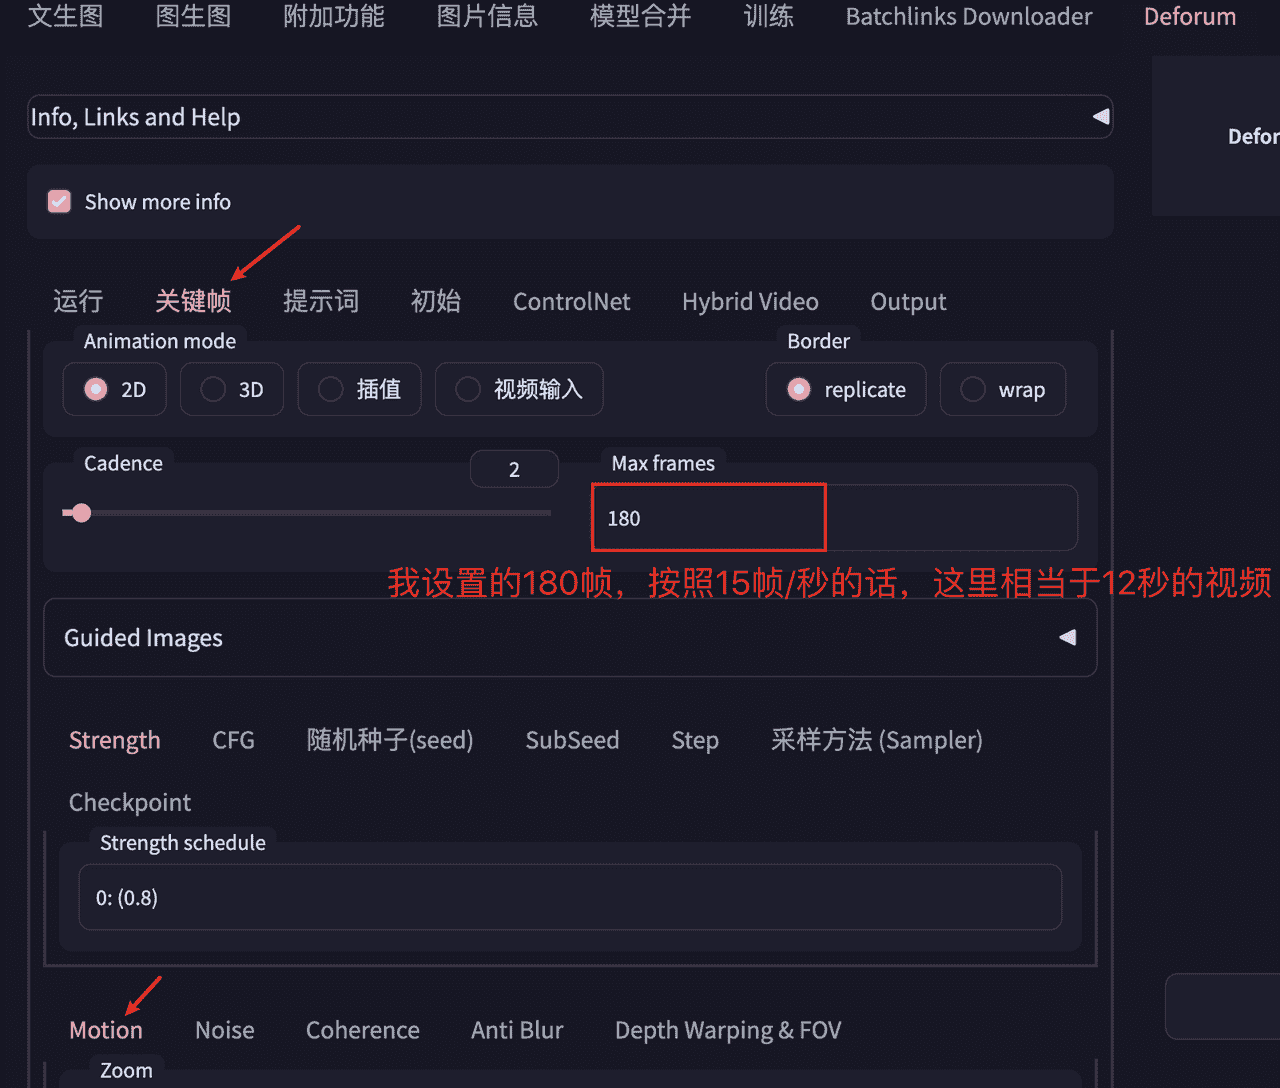 文生图 图生图 附加功能 图片信息 模型合并 训练 Batchlinks Downloader Deforum
Info, Links and Help
Defor
Show more info
运行 关键帧 提示词 初始 ControlNet Hybrid Video Output
Animation mode Border
2D 3D 插值 视频输入 replicate wrap
Cadence 2 Max frames
180
我设置的180帧，按照15帧/秒的话，这里相当于12秒的视频
Guided Images
Strength CFG 随机种子(seed) SubSeed Step 采样方法 (Sampler)
Checkpoint
Strength schedule
0: (0.8)
Motion Noise Coherence Anti Blur Depth Warping & FOV
Zoom